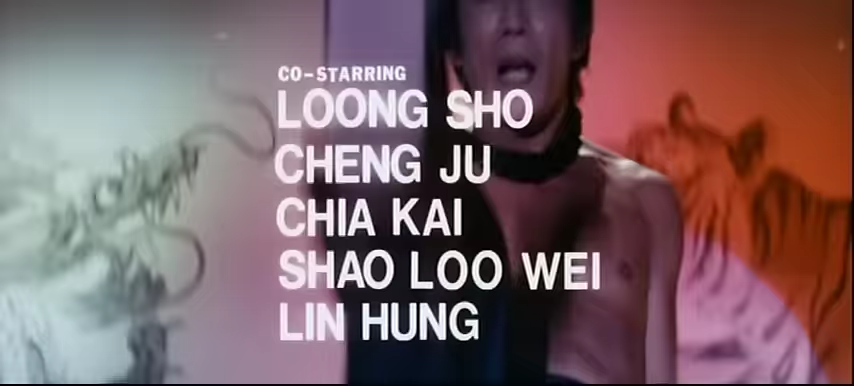 CO-STARRING
LOONG SHO
CHENG JU
CHIA KAI
SHAO LOO WEI
LIN HUNG